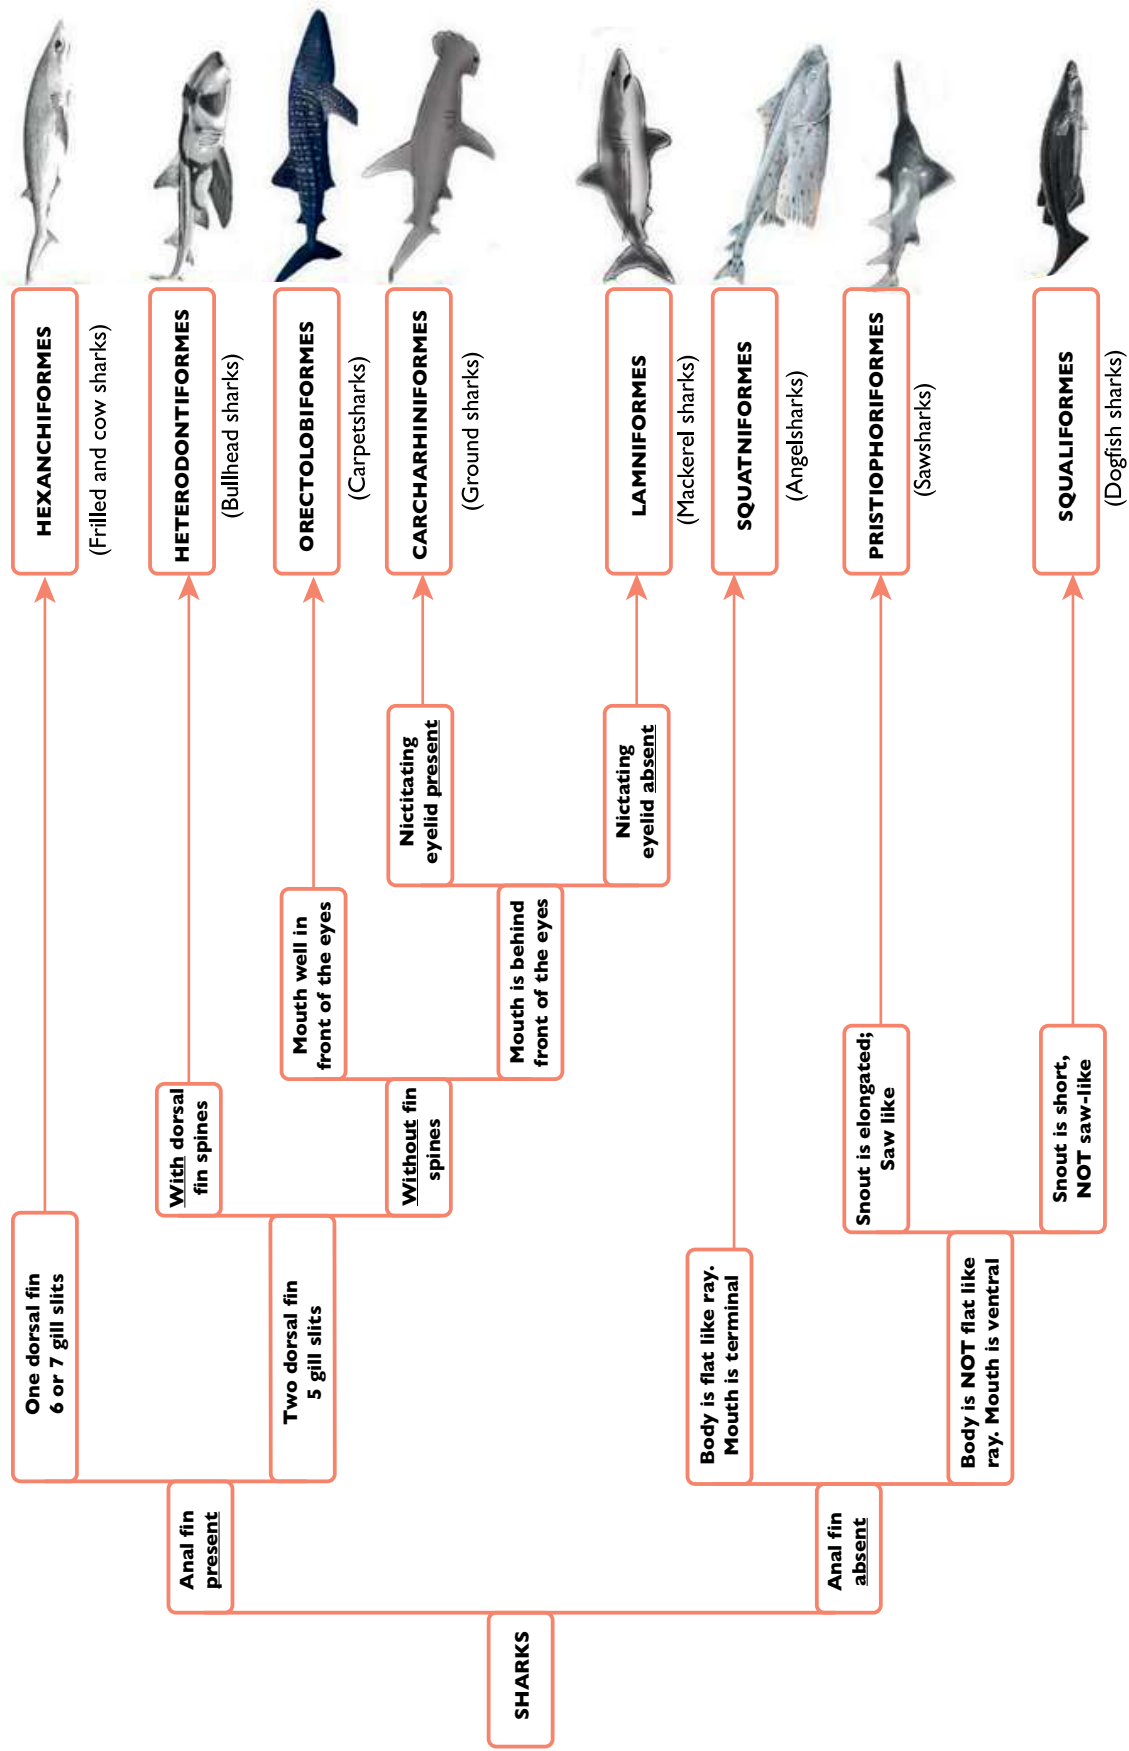 SHARKS
Anal fin
present
Anal fin
absent
One dorsal fin
6 or 7 gill slits
Two dorsal fin
5 gill slits
Body is flat like ray.
Mouth is terminal
Body is NOT flat like
ray. Mouth is ventral
With dorsal
fin spines
Without fin
spines
Snout is elongated;
Saw like
Snout is short,
NOT saw-like
Mouth well in
front of the eyes
Mouth is behind
front of the eyes
Nictitating
eyelid present
Nictating
eyelid absent
HEXANCHIFORMES
(Frilled and cow sharks)
HETERODONTIFORMES
(Bullhead sharks)
ORECTOLOBIFORMES
(Carpetsharks)
CARCHARHINIFORMES
(Ground sharks)
LAMNIFORMES
(Mackerel sharks)
SQUATNIFORMES
(Angelsharks)
PRISTIOPHORIFORMES
(Sawsharks)
SQUALIFORMES
(Dogfish sharks)